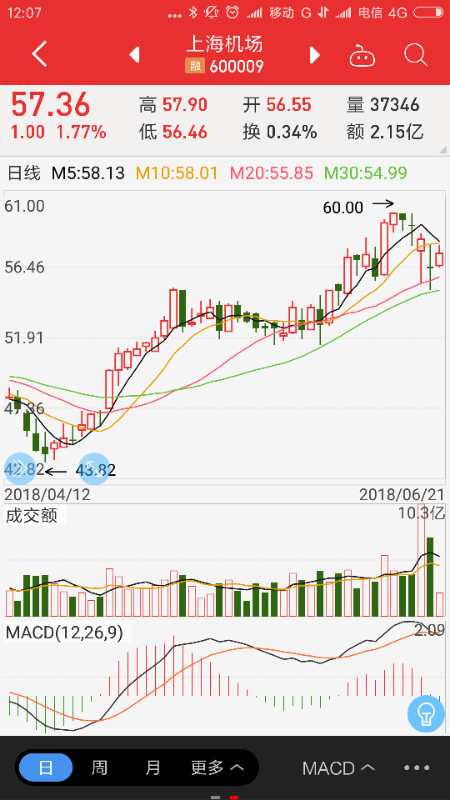 12:07 移动 G 电信 4G
上海机场
融 600009
57.36 高 57.90 开 56.55 量 37346
1.00 1.77% 低 56.46 换 0.34% 额 2.15亿
日线 M5:58.13 M10:58.01 M20:55.85 M30:54.99
61.00
60.00
56.46
51.91
47.36
42.82 43.82
2018/04/12 2018/06/21
成交额 10.3亿
MACD(12,26,9) 2.09
日 周 月 更多 MACD